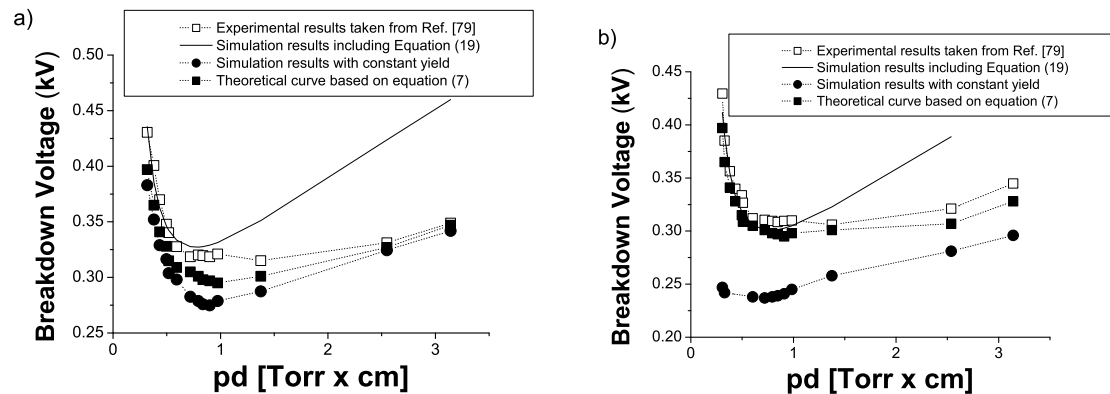 a)
Experimental results taken from Ref. [79]
Simulation results including Equation (19)
Simulation results with constant yield
Theoretical curve based on equation (7)
0.50
0.45
0.40
0.35
0.30
0.25
Breakdown Voltage (kV)
0 1 2 3
pd [Torr x cm]
b)
Experimental results taken from Ref. [79]
Simulation results including Equation (19)
Simulation results with constant yield
Theoretical curve based on equation (7)
0.45
0.40
0.35
0.30
0.25
0.20
Breakdown Voltage (kV)
0 1 2 3
pd [Torr x cm]